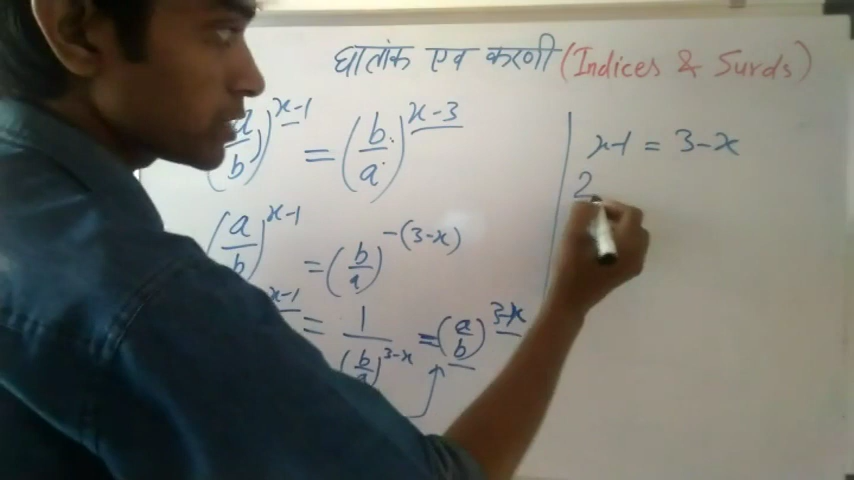 घातांक एव करणी (Indices & Surds)
(a/b)^x-1 = (b/a)^x-3
(a/b)^x-1 = (b/a)^-(3-x)
x-1 = 1/(b/a)^3-x = (a/b)^3-x
x-1 = 3-x
2